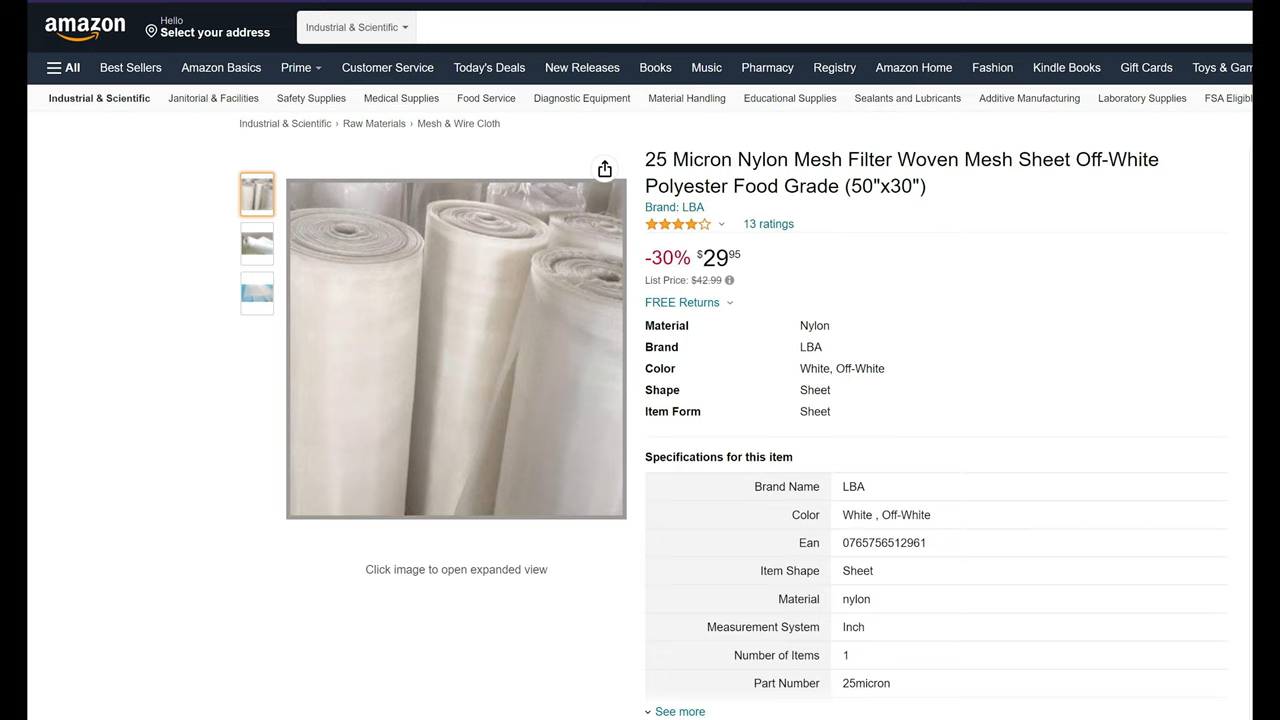 amazon
Hello
Select your address
Industrial & Scientific
All Best Sellers Amazon Basics Prime Customer Service Today's Deals New Releases Books Music Pharmacy Registry Amazon Home Fashion Kindle Books Gift Cards Toys & Gam
Industrial & Scientific Janitorial & Facilities Safety Supplies Medical Supplies Food Service Diagnostic Equipment Material Handling Educational Supplies Sealants and Lubricants Additive Manufacturing Laboratory Supplies FSA Eligibl
Industrial & Scientific › Raw Materials › Mesh & Wire Cloth
25 Micron Nylon Mesh Filter Woven Mesh Sheet Off-White
Polyester Food Grade (50"x30")
Brand: LBA
13 ratings
-30% $2995
List Price: $42.99
FREE Returns
Material Nylon
Brand LBA
Color White, Off-White
Shape Sheet
Item Form Sheet
Specifications for this item
Brand Name LBA
Color White , Off-White
Ean 0765756512961
Item Shape Sheet
Material nylon
Measurement System Inch
Number of Items 1
Part Number 25micron
See more
Click image to open expanded view